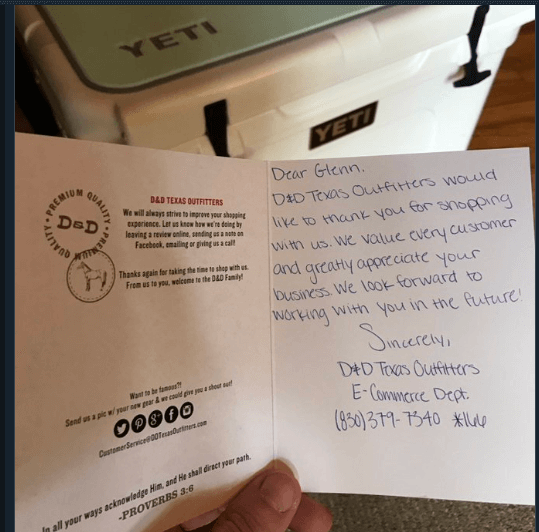 YETI
YETI
PREMIUM QUALITY
D&D
PREMIUM QUALITY
D&D TEXAS OUTFITTERS
We will always strive to improve your shopping
experience. Let us know how we're doing by
leaving a review online, sending us a note on
Facebook, emailing or giving us a call!
Thanks again for taking the time to shop with us.
From us to you, welcome to the D&D Family!
Want to be famous?!
Send us a pic w/ your new gear & we could give you a shout out!
CustomerService@DDTexasOutfitters.com
In all your ways acknowledge Him, and He shall direct your path.
-PROVERBS 3:6
Dear Glenn,
D&D Texas Outfitters would
like to thank you for shopping
with us. We value every customer
and greatly appreciate your
business. We look forward to
working with you in the future!
Sincerely,
D&D Texas Outfitters
E-Commerce Dept.
(830)379-7340 *166